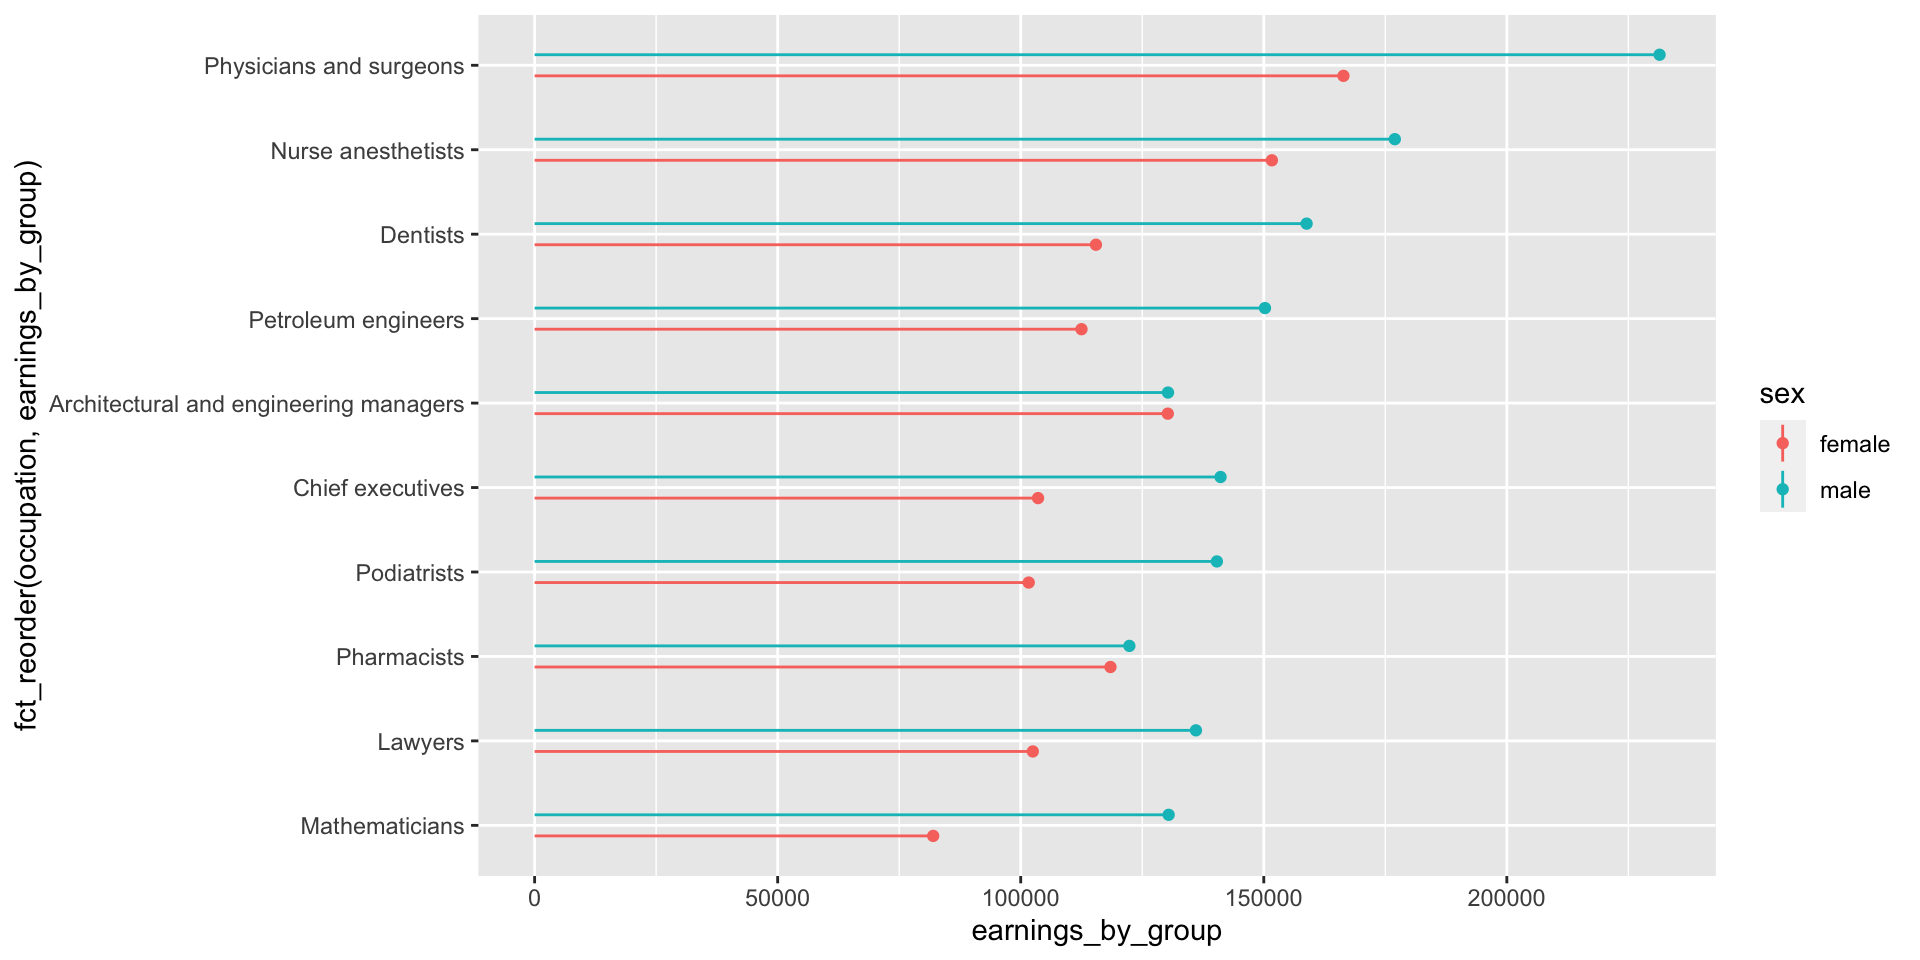 fct_reorder(occupation, earnings_by_group)
Physicians and surgeons
Nurse anesthetists
Dentists
Petroleum engineers
Architectural and engineering managers
Chief executives
Podiatrists
Pharmacists
Lawyers
Mathematicians
0 50000 100000 150000 200000
earnings_by_group
sex
female
male